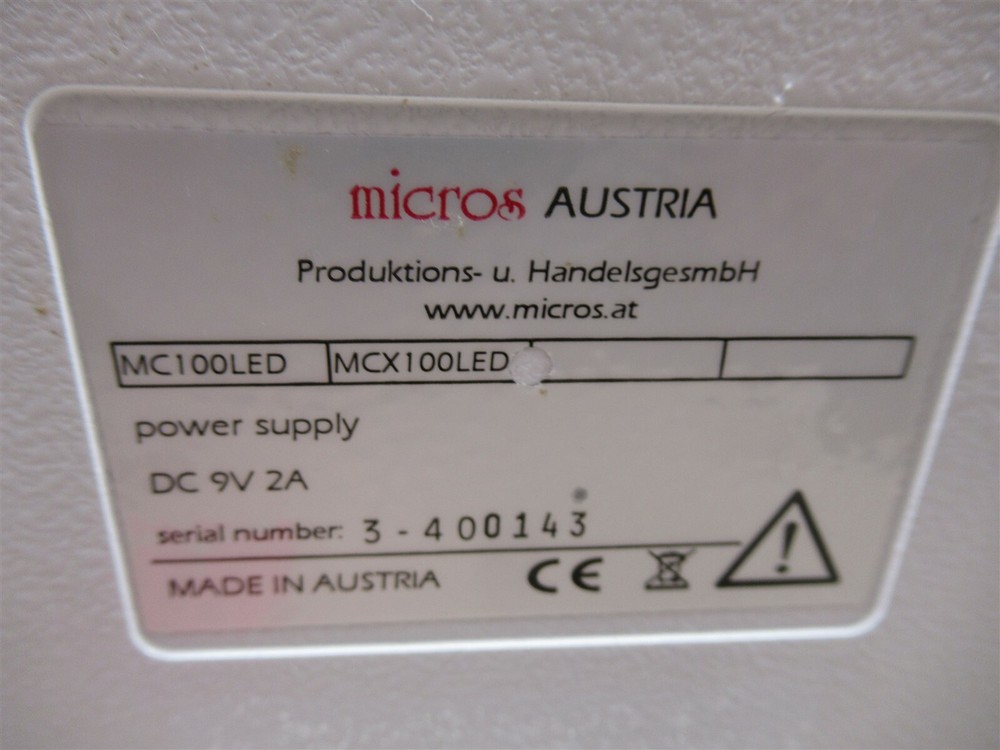 micros AUSTRIA
Produktions- u. HandelsgesmbH
www.micros.at
MC100LED MCX100LED
power supply
DC 9V 2A
serial number: 3-400143
MADE IN AUSTRIA CE